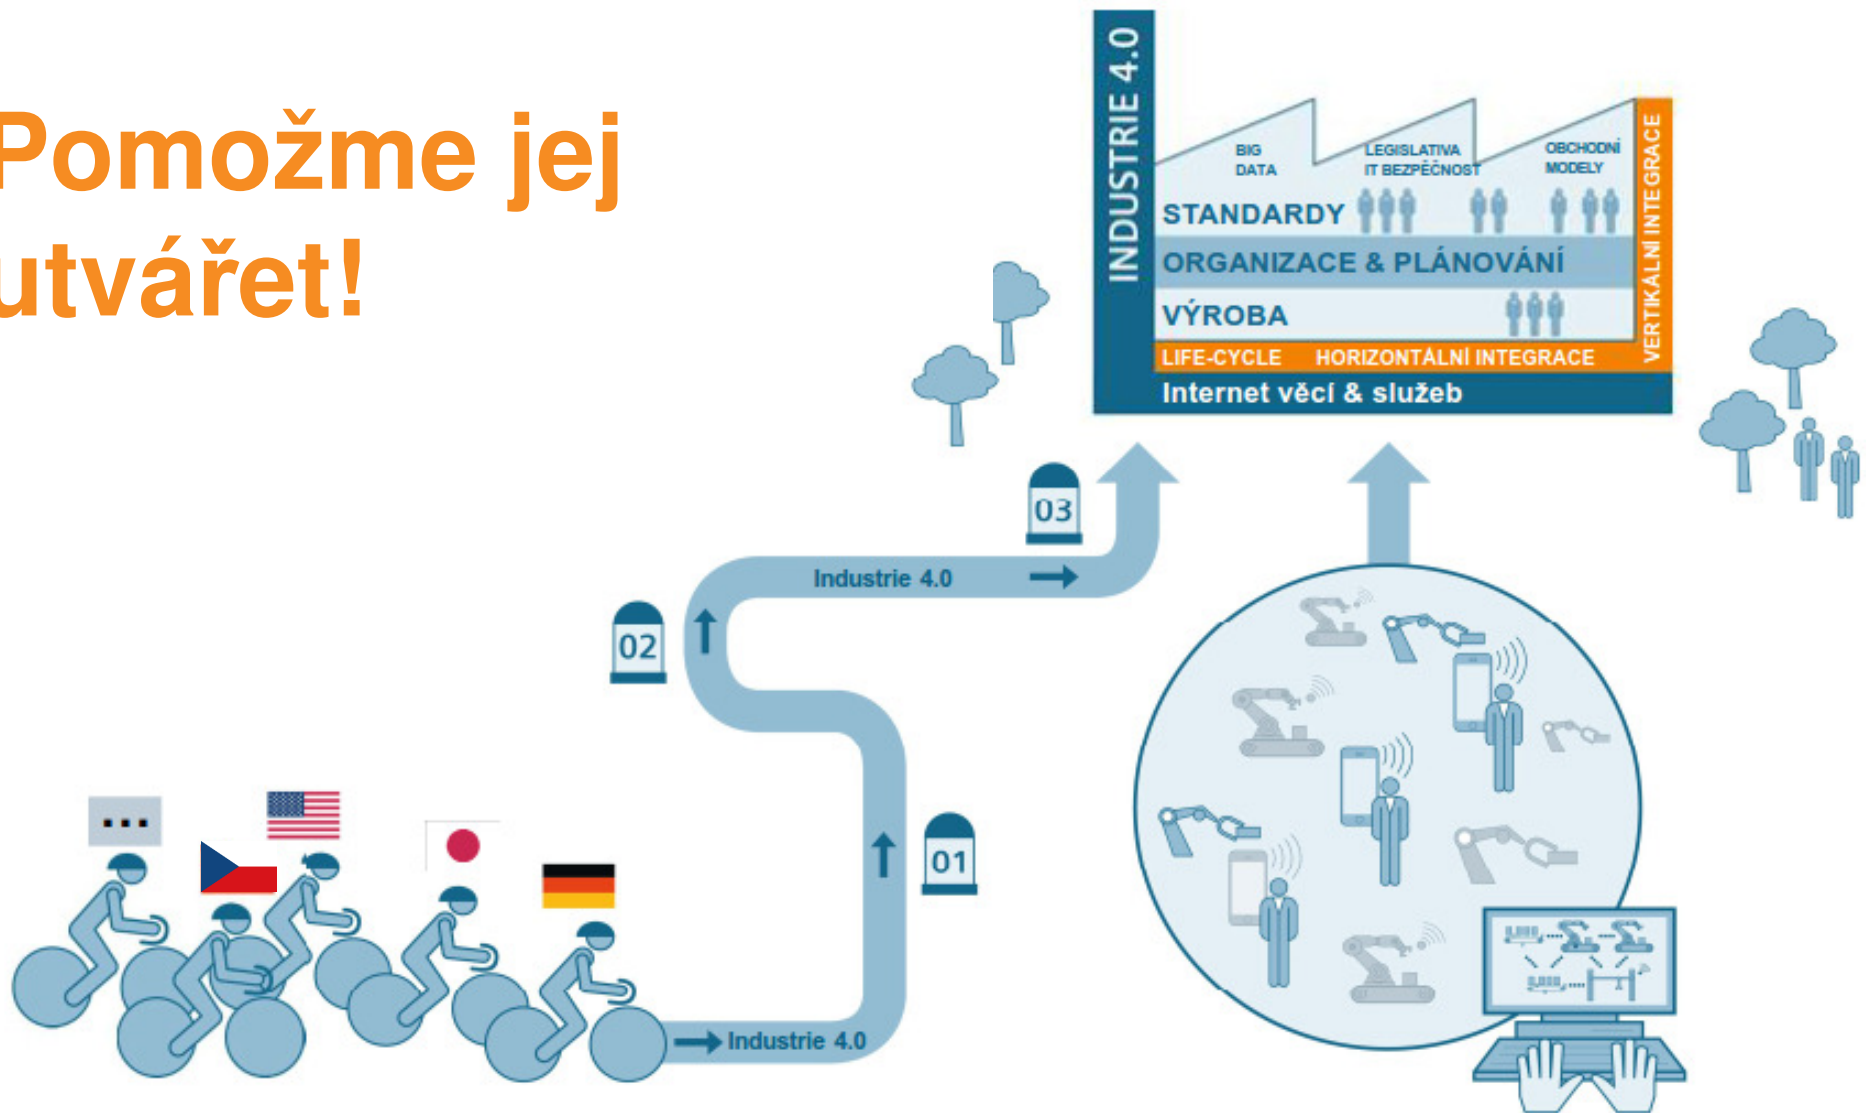 Pomožme jej
utvářet!
INDUSTRIE 4.0
BIG
DATA
LEGISLATIVA
IT BEZPĚČNOST
OBCHODNÍ
MODELY
STANDARDY
ORGANIZACE & PLÁNOVÁNÍ
VÝROBA
LIFE-CYCLE HORIZONTÁLNÍ INTEGRACE
VERTIKÁLNÍ INTEGRACE
Internet věcí & služeb
03
Industrie 4.0
02
01
...
Industrie 4.0